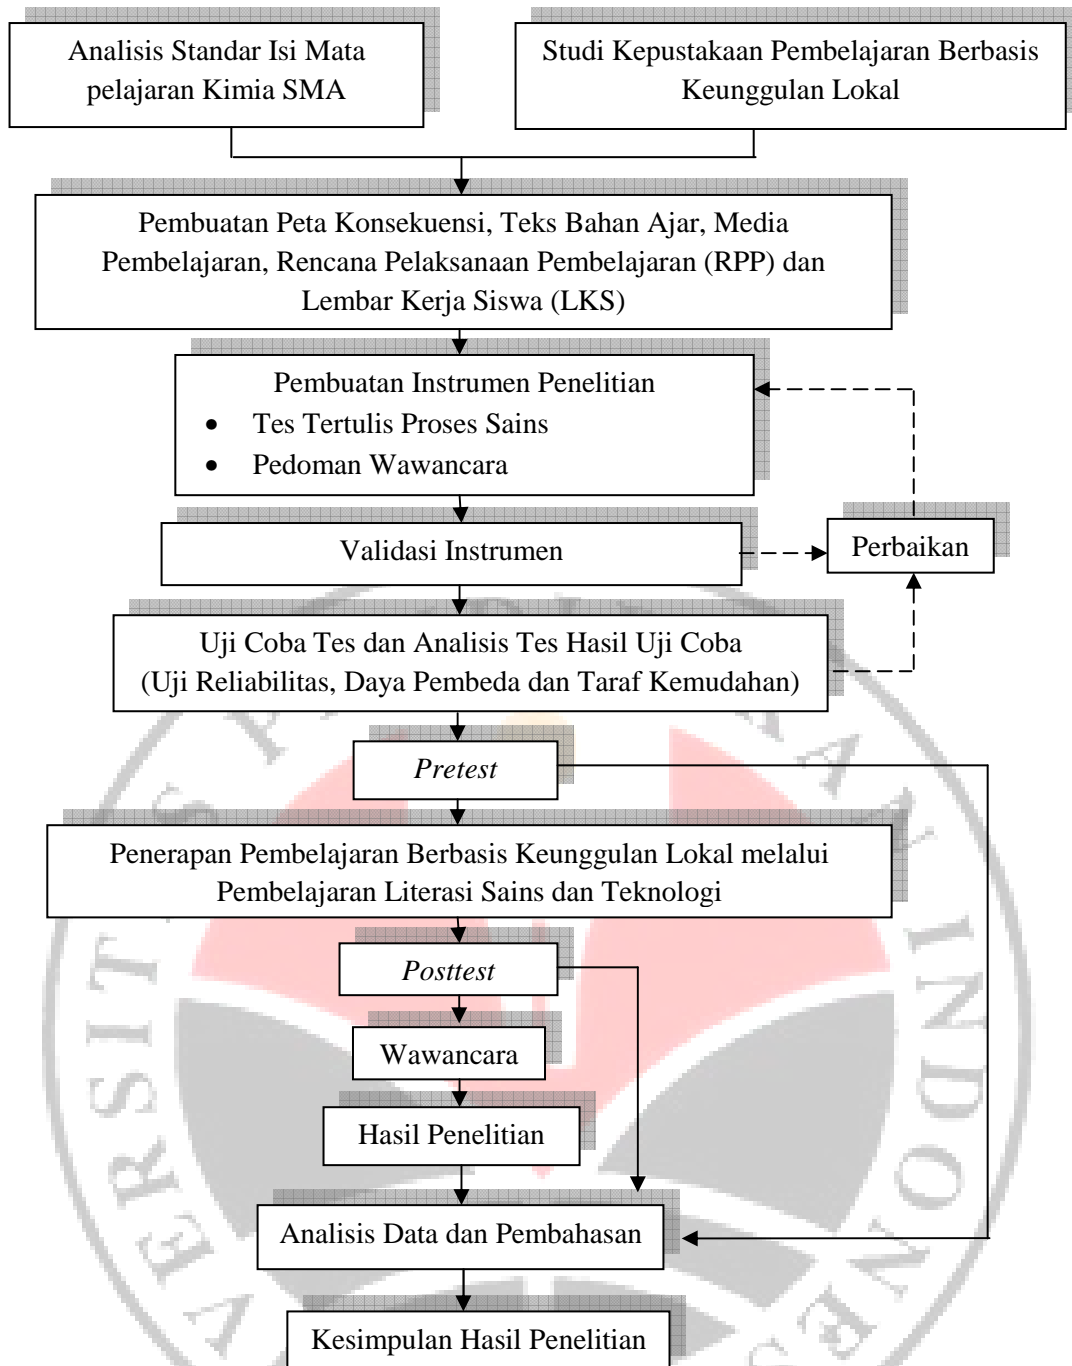 Analisis Standar Isi Mata
pelajaran Kimia SMA
Studi Kepustakaan Pembelajaran Berbasis
Keunggulan Lokal
Pembuatan Peta Konsekuensi, Teks Bahan Ajar, Media
Pembelajaran, Rencana Pelaksanaan Pembelajaran (RPP) dan
Lembar Kerja Siswa (LKS)
Pembuatan Instrumen Penelitian
• Tes Tertulis Proses Sains
• Pedoman Wawancara
Validasi Instrumen
Perbaikan
Uji Coba Tes dan Analisis Tes Hasil Uji Coba
(Uji Reliabilitas, Daya Pembeda dan Taraf Kemudahan)
Pretest
Penerapan Pembelajaran Berbasis Keunggulan Lokal melalui
Pembelajaran Literasi Sains dan Teknologi
Posttest
Wawancara
Hasil Penelitian
Analisis Data dan Pembahasan
Kesimpulan Hasil Penelitian